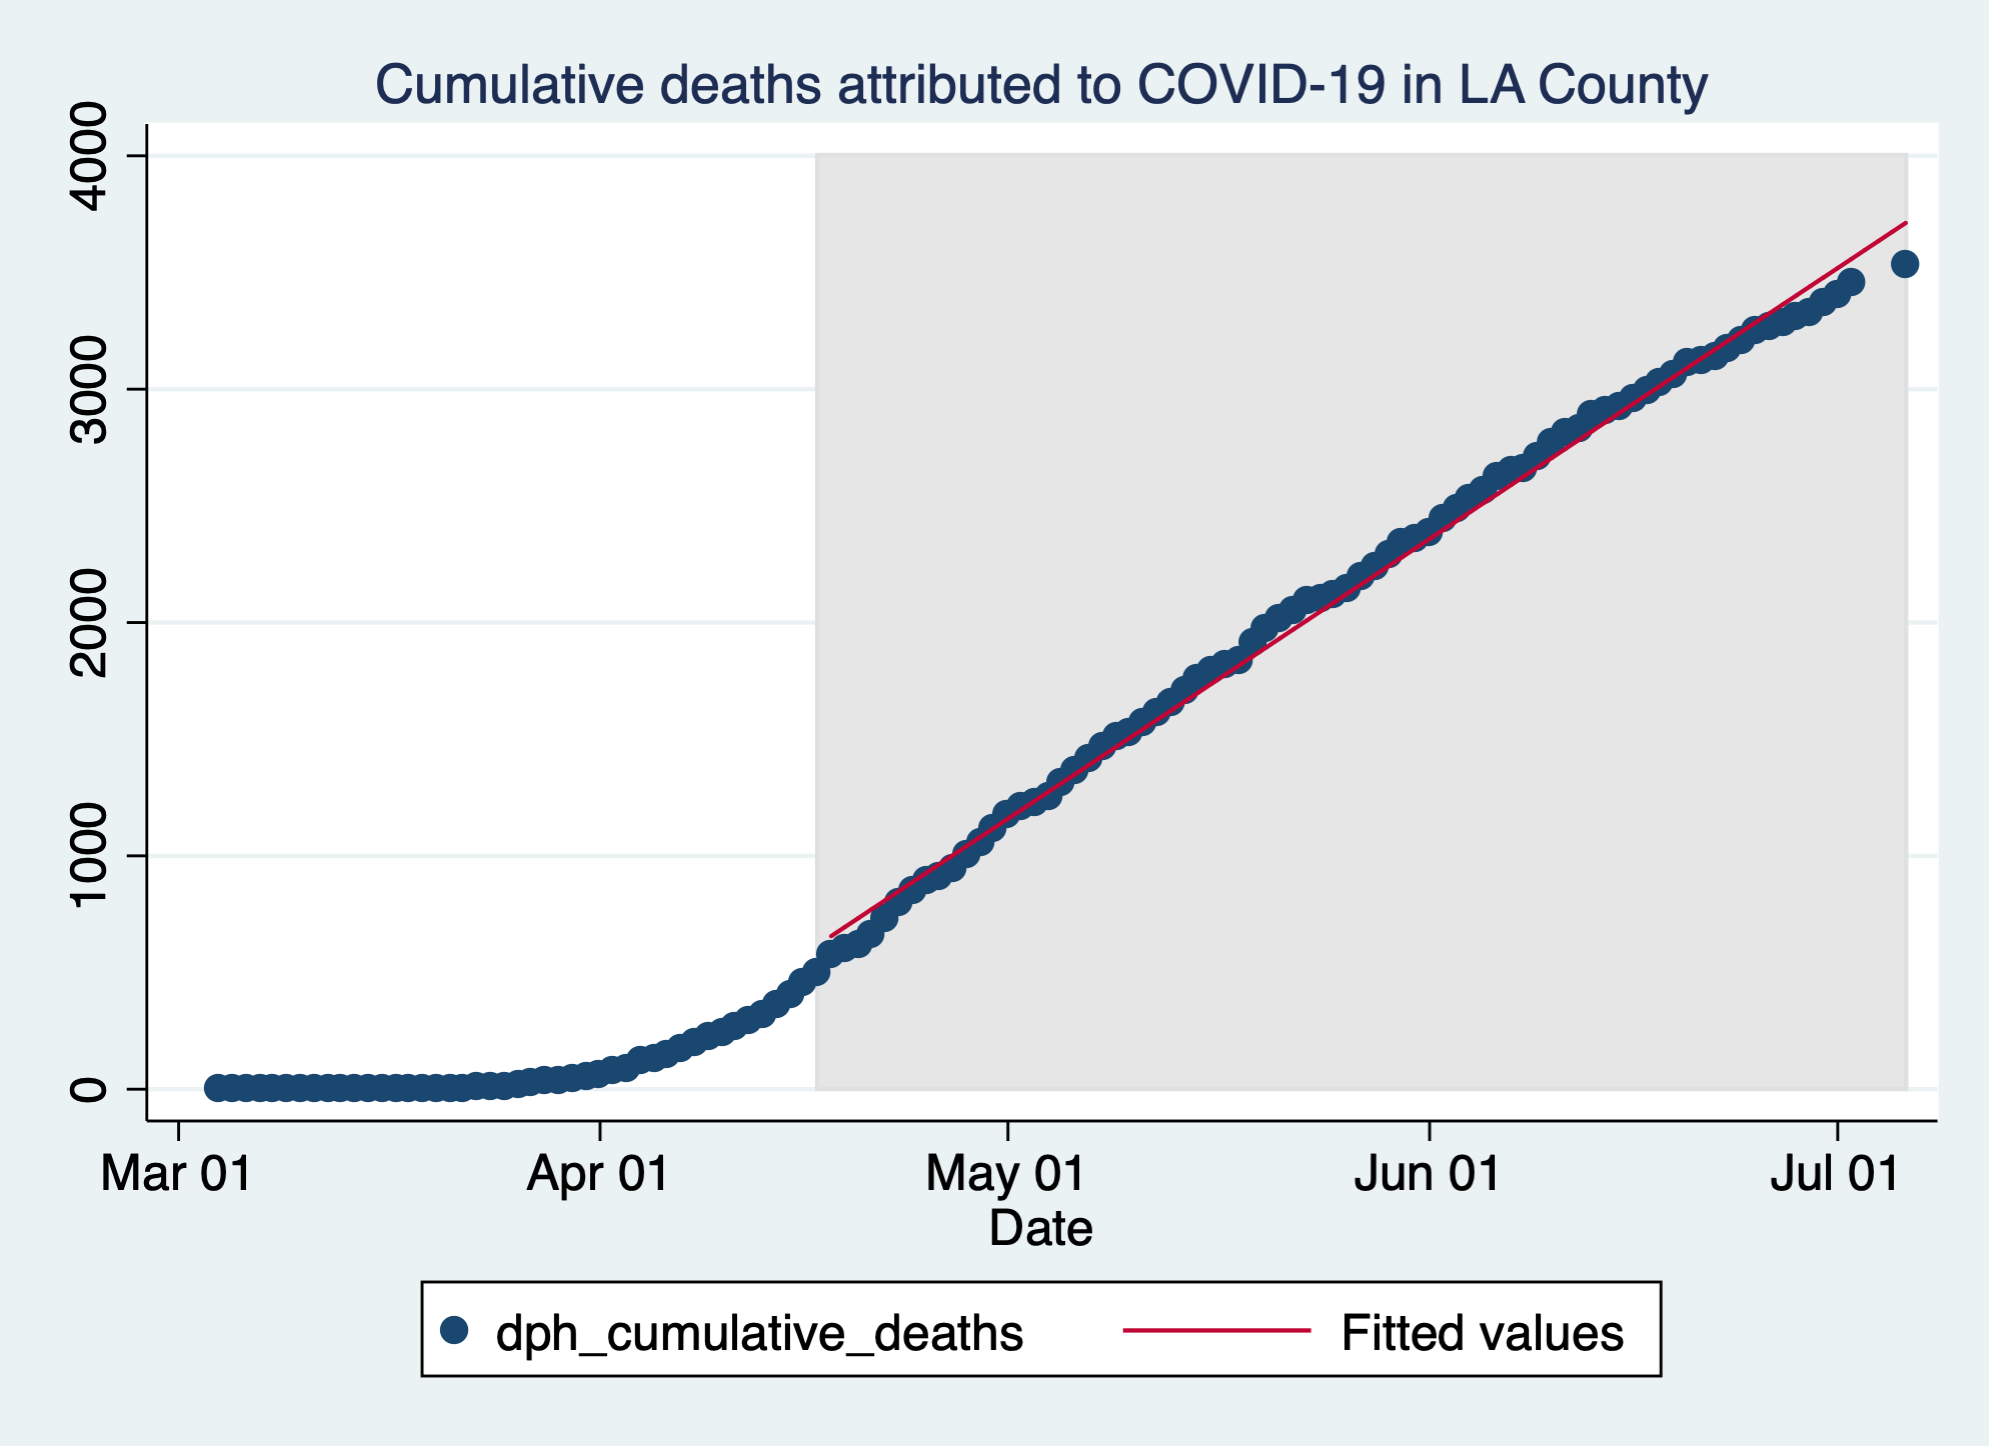 Cumulative deaths attributed to COVID-19 in LA County
4000
3000
2000
1000
0
Mar 01 Apr 01 May 01 Jun 01 Jul 01
Date
dph_cumulative_deaths Fitted values